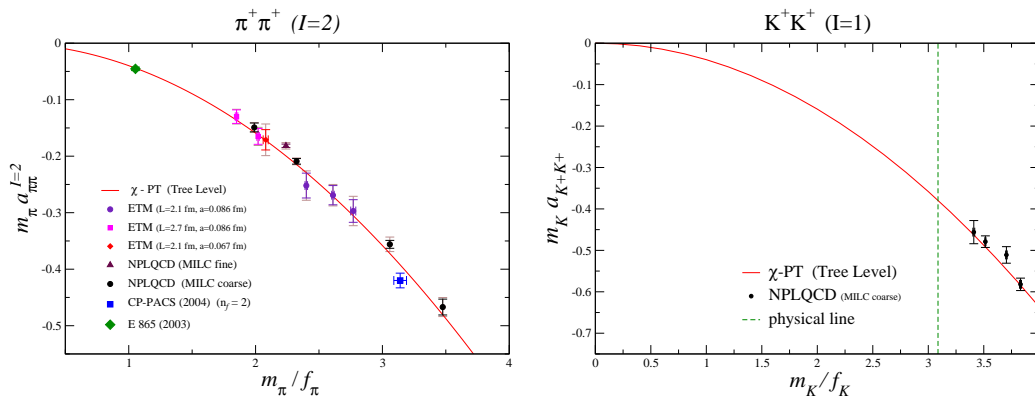 π⁺π⁺ (I=2)
0
-0.1
-0.2
-0.3
-0.4
-0.5
m_π a_ππ^{I=2}
χ - PT (Tree Level)
ETM (L=2.1 fm, a=0.086 fm)
ETM (L=2.7 fm, a=0.086 fm)
ETM (L=2.1 fm, a=0.067 fm)
NPLQCD (MILC fine)
NPLQCD (MILC coarse)
CP-PACS (2004) (n_f = 2)
E 865 (2003)
1 2 3 4
m_π / f_π
K⁺K⁺ (I=1)
0
-0.1
-0.2
-0.3
-0.4
-0.5
-0.6
-0.7
m_K a_{K+K+}
χ-PT (Tree Level)
NPLQCD (MILC coarse)
physical line
0 0.5 1 1.5 2 2.5 3 3.5 4
m_K / f_K